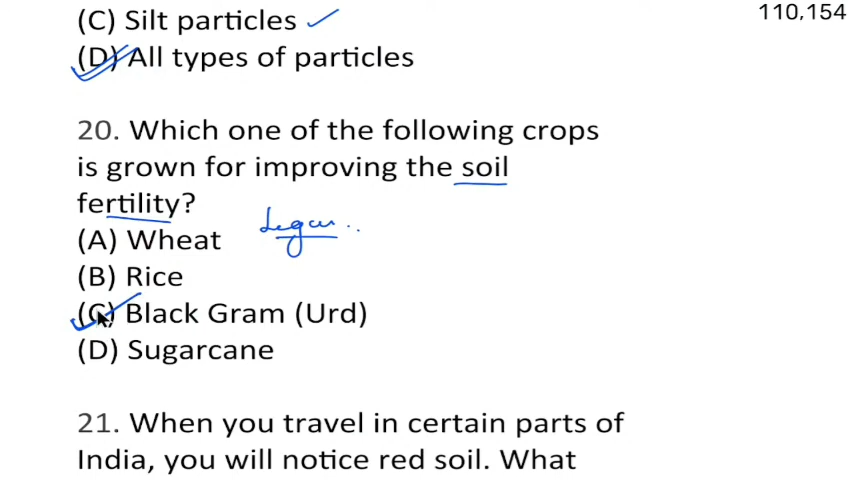 110,154
(C) Silt particles
(D) All types of particles
20. Which one of the following crops
is grown for improving the soil
fertility?
Legum..
(A) Wheat
(B) Rice
(C) Black Gram (Urd)
(D) Sugarcane
21. When you travel in certain parts of
India, you will notice red soil. What